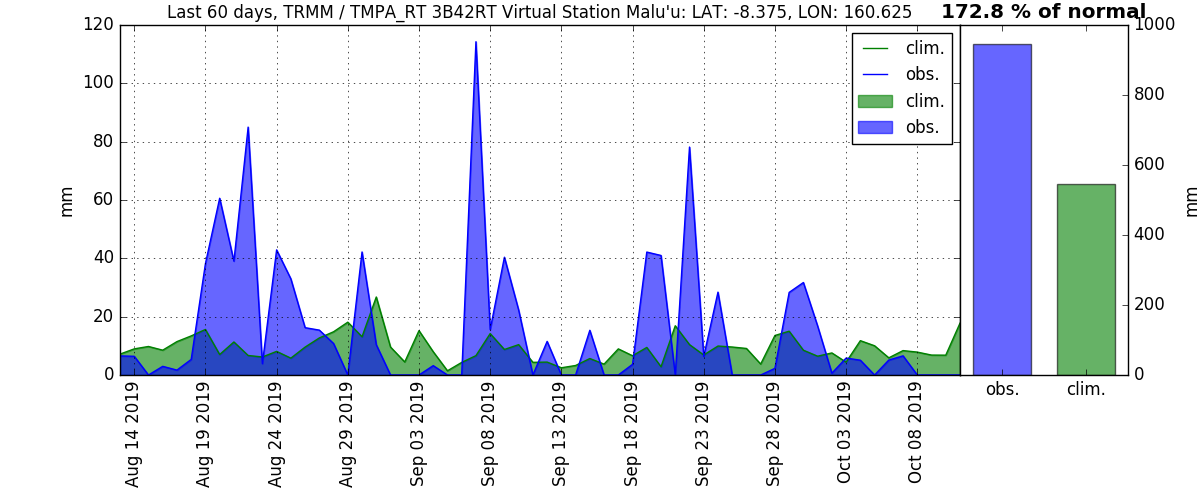 Last 60 days, TRMM / TMPA_RT 3B42RT Virtual Station Malu'u: LAT: -8.375, LON: 160.625
172.8 % of normal
120
100
80
60
40
20
0
mm
clim.
obs.
clim.
obs.
Aug 14 2019
Aug 19 2019
Aug 24 2019
Aug 29 2019
Sep 03 2019
Sep 08 2019
Sep 13 2019
Sep 18 2019
Sep 23 2019
Sep 28 2019
Oct 03 2019
Oct 08 2019
1000
800
600
400
200
0
mm
obs.
clim.